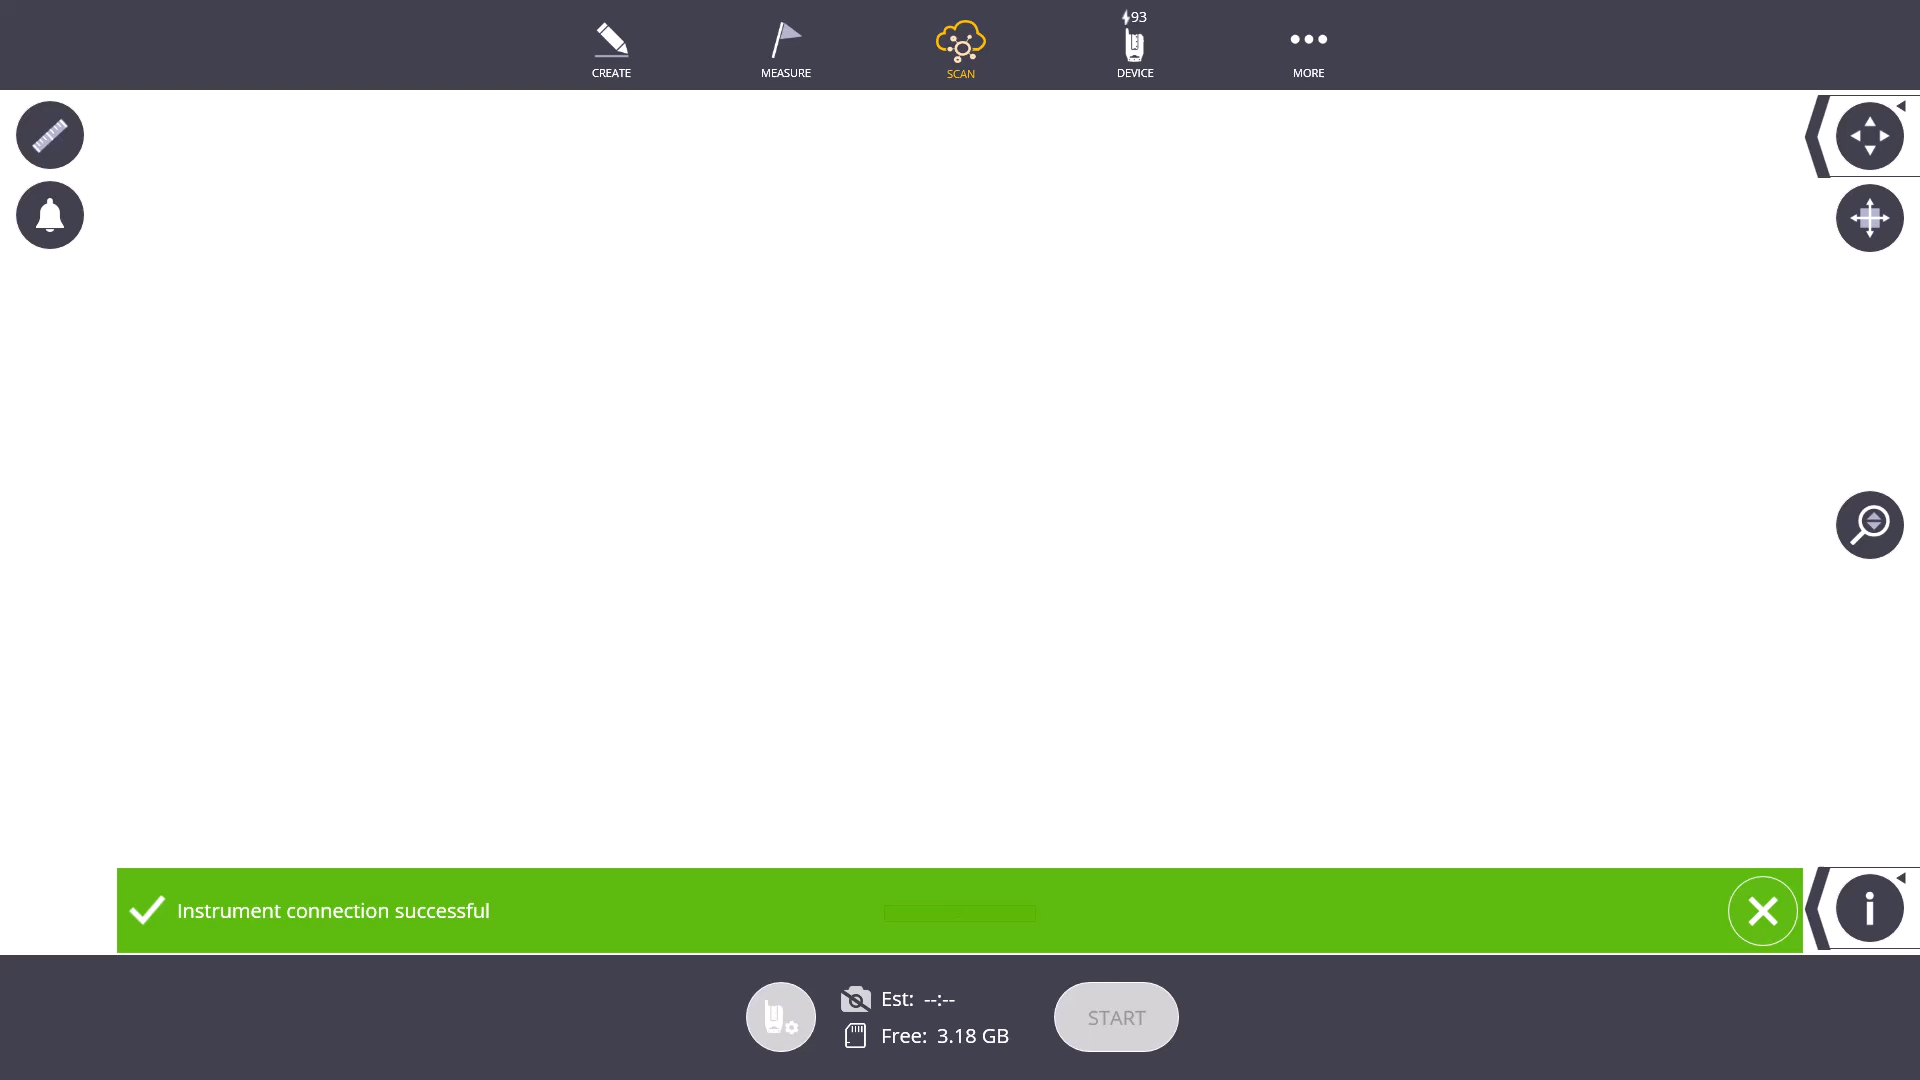 93
CREATE
MEASURE
SCAN
DEVICE
MORE
Instrument connection successful
Est: --:--
Free: 3.18 GB
START